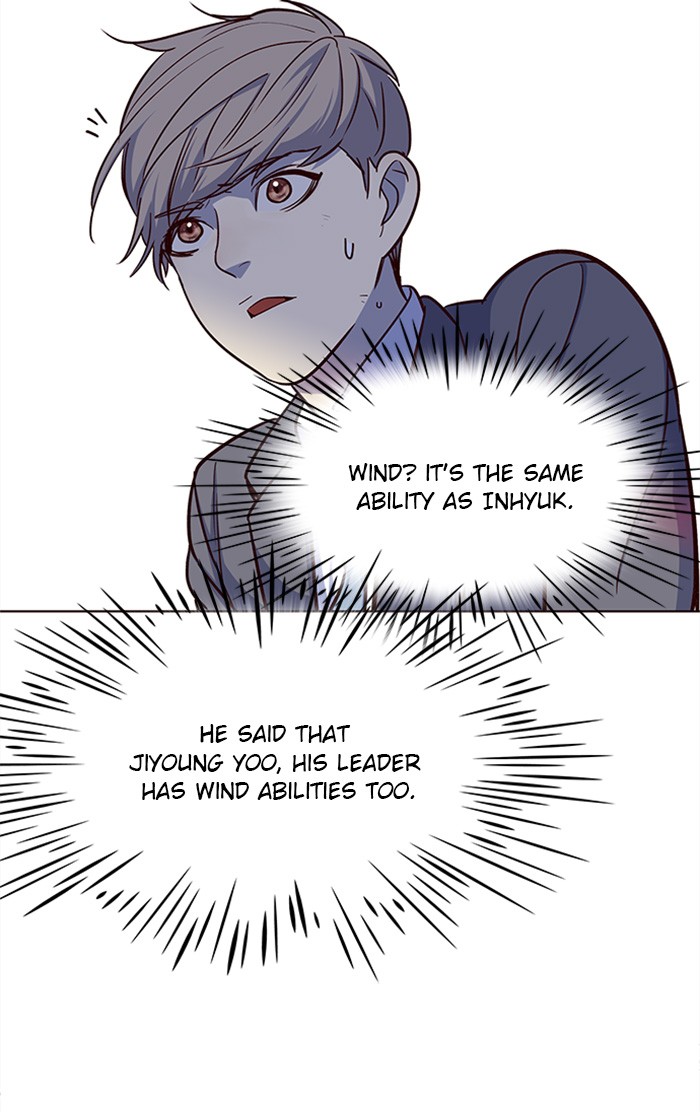 WIND? IT'S THE SAME
ABILITY AS INHYUK.
HE SAID THAT
JIYOUNG YOO, HIS LEADER
HAS WIND ABILITIES TOO.